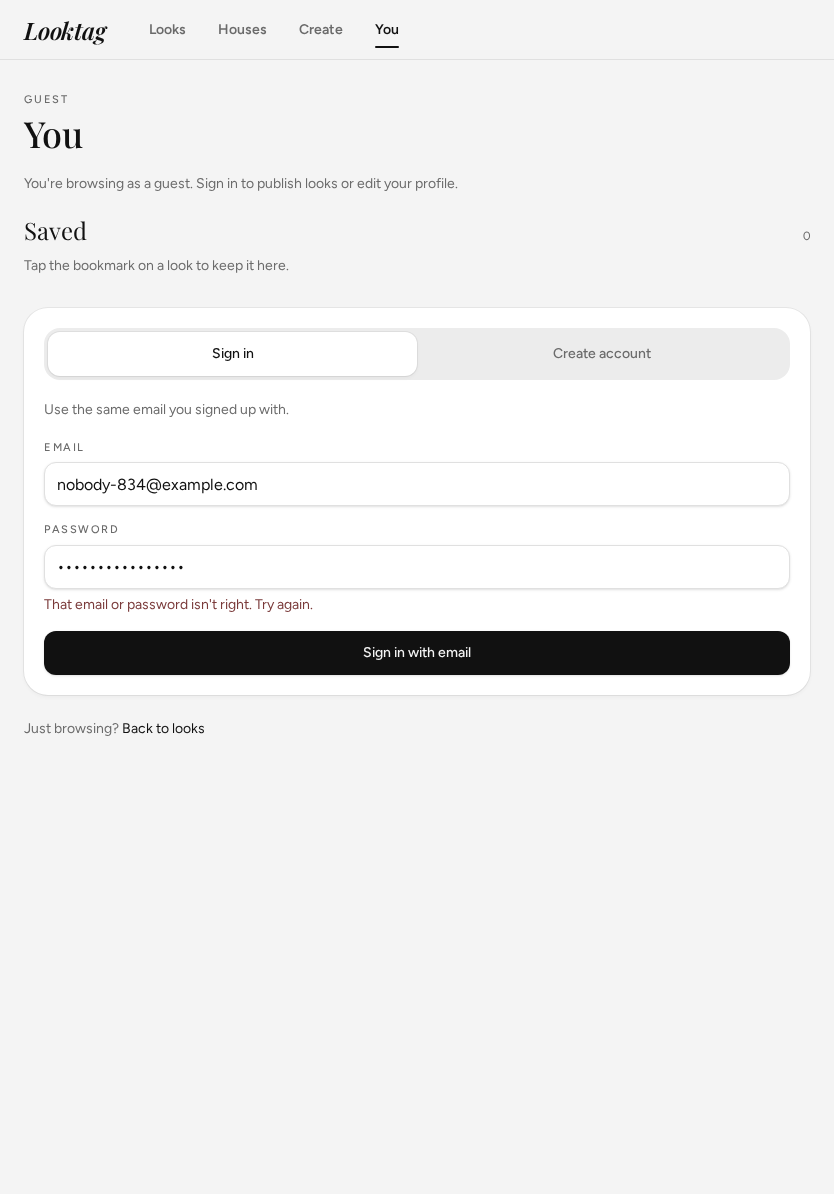 Looktag
Looks Houses Create You
GUEST
You
You're browsing as a guest. Sign in to publish looks or edit your profile.
Saved 0
Tap the bookmark on a look to keep it here.
Sign in Create account
Use the same email you signed up with.
EMAIL
nobody-834@example.com
PASSWORD
••••••••••••••••
That email or password isn't right. Try again.
Sign in with email
Just browsing? Back to looks